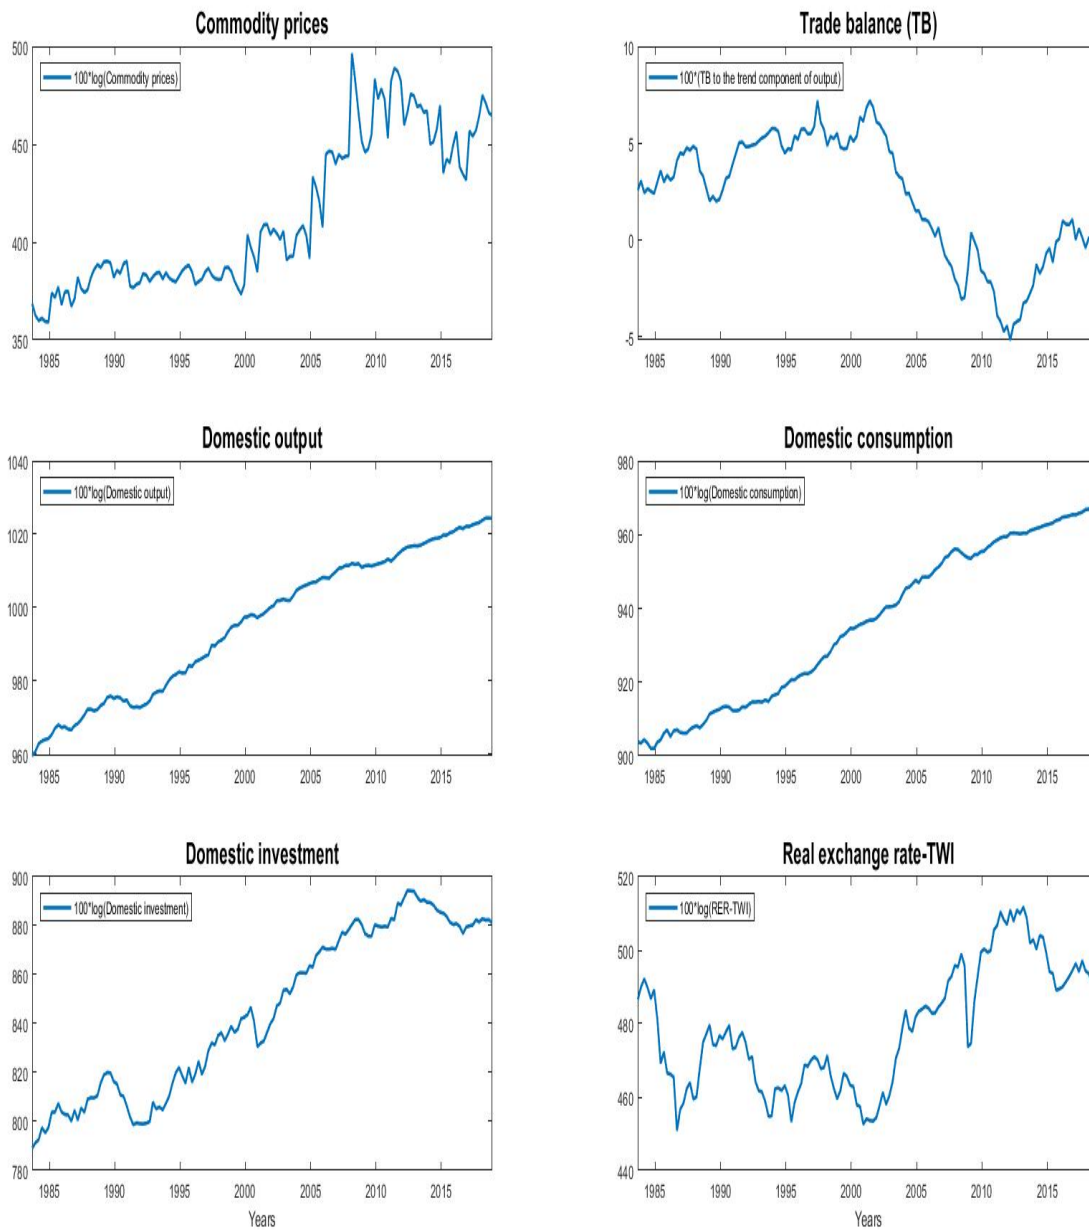 Commodity prices
500
450
400
350
100*log(Commodity prices)
1985 1990 1995 2000 2005 2010 2015
Trade balance (TB)
10
5
0
-5
100*(TB to the trend component of output)
1985 1990 1995 2000 2005 2010 2015
Domestic output
1040
1020
1000
980
960
100*log(Domestic output)
1985 1990 1995 2000 2005 2010 2015
Domestic consumption
980
960
940
920
900
100*log(Domestic consumption)
1985 1990 1995 2000 2005 2010 2015
Domestic investment
900
880
860
840
820
800
780
100*log(Domestic investment)
1985 1990 1995 2000 2005 2010 2015
Years
Real exchange rate-TWI
520
500
480
460
440
100*log(RER-TWI)
1985 1990 1995 2000 2005 2010 2015
Years